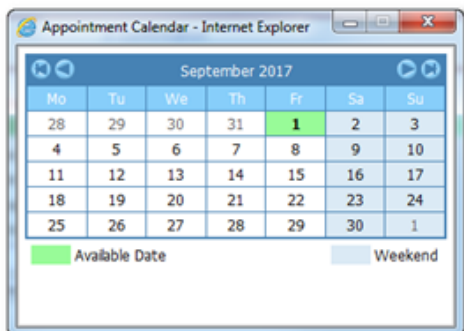 Appointment Calendar - Internet Explorer
September 2017
Mo Tu We Th Fr Sa Su
28 29 30 31 1 2 3
4 5 6 7 8 9 10
11 12 13 14 15 16 17
18 19 20 21 22 23 24
25 26 27 28 29 30 1
Available Date Weekend